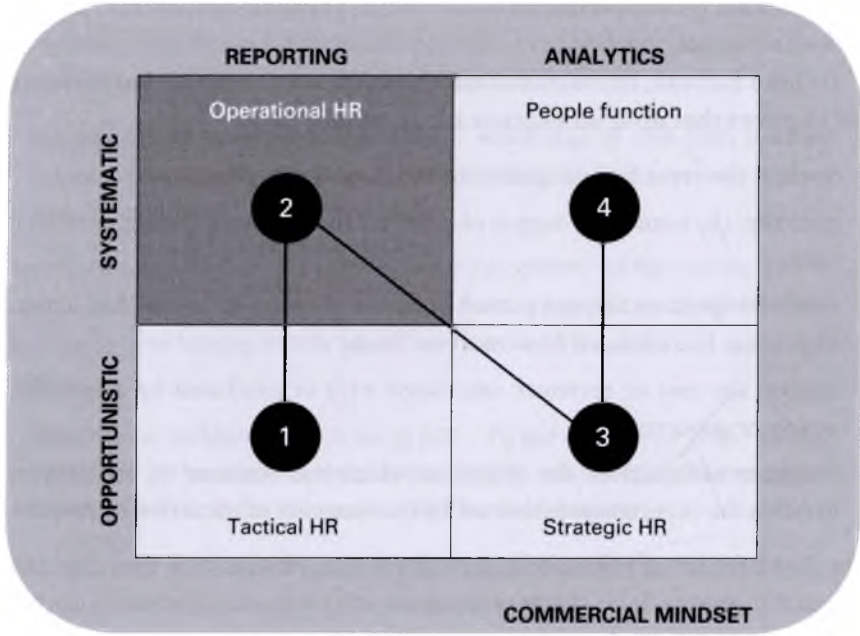 REPORTING ANALYTICS
SYSTEMATIC
Operational HR People function
2 4
OPPORTUNISTIC
1 3
Tactical HR Strategic HR
COMMERCIAL MINDSET